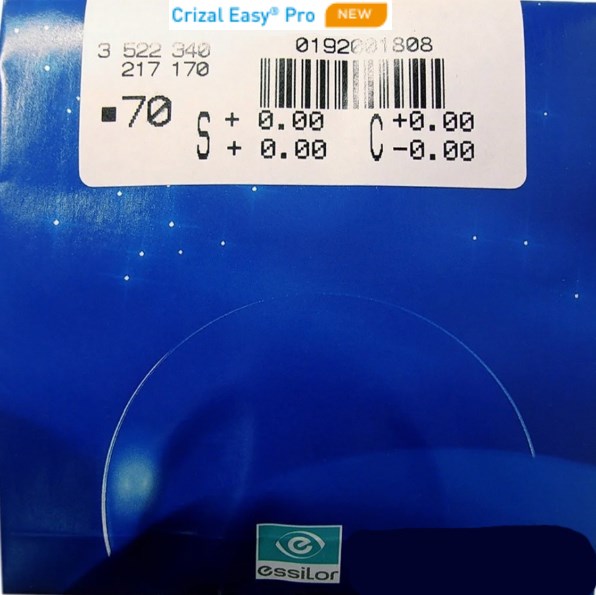 Crizal Easy® Pro NEW
3 522 340 0192601808
217 170
▪70 S + 0.00 C +0.00
+ 0.00 -0.00
essilor